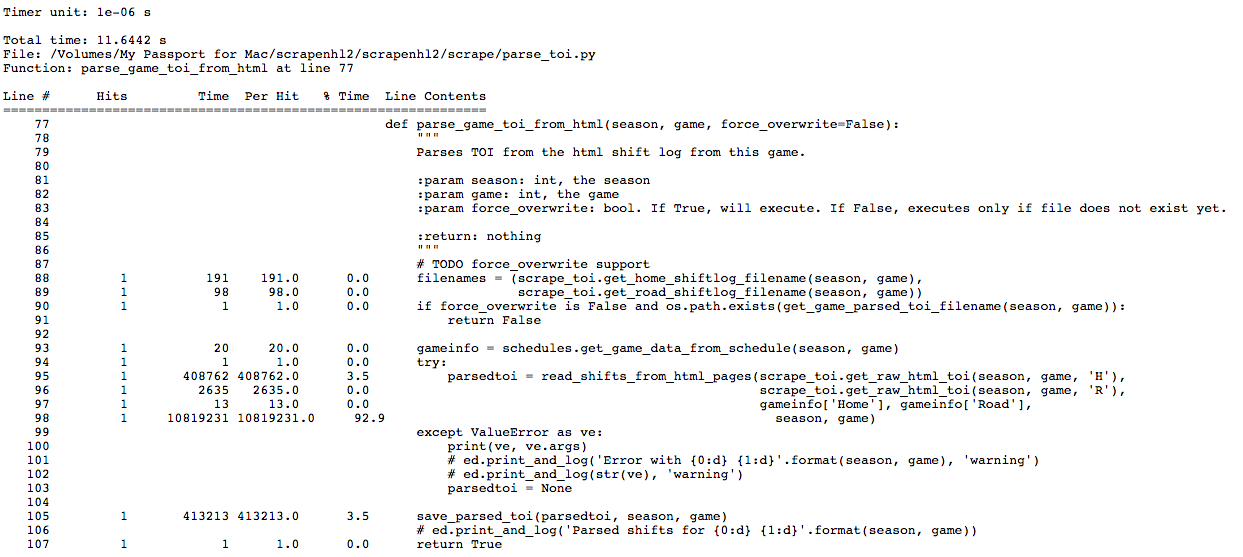 Timer unit: 1e-06 s
Total time: 11.6442 s
File: /Volumes/My Passport for Mac/scrapenhl2/scrapenhl2/scrape/parse_toi.py
Function: parse_game_toi_from_html at line 77
Line #      Hits         Time  Per Hit   % Time  Line Contents
==============================================================
    77                                           def parse_game_toi_from_html(season, game, force_overwrite=False):
    78                                               """
    79                                               Parses TOI from the html shift log from this game.
    80
    81                                               :param season: int, the season
    82                                               :param game: int, the game
    83                                               :param force_overwrite: bool. If True, will execute. If False, executes only if file does not exist yet.
    84
    85                                               :return: nothing
    86                                               """
    87                                               # TODO force_overwrite support
    88         1          191    191.0      0.0      filenames = (scrape_toi.get_home_shiftlog_filename(season, game),
    89         1           98     98.0      0.0                   scrape_toi.get_road_shiftlog_filename(season, game))
    90         1            1      1.0      0.0      if force_overwrite is False and os.path.exists(get_game_parsed_toi_filename(season, game)):
    91                                                   return False
    92
    93         1           20     20.0      0.0      gameinfo = schedules.get_game_data_from_schedule(season, game)
    94         1            1      1.0      0.0      try:
    95         1       408762 408762.0      3.5          parsedtoi = read_shifts_from_html_pages(scrape_toi.get_raw_html_toi(season, game, 'H'),
    96         1         2635   2635.0      0.0                                                  scrape_toi.get_raw_html_toi(season, game, 'R'),
    97         1           13     13.0      0.0                                                  gameinfo['Home'], gameinfo['Road'],
    98         1     10819231 10819231.0     92.9                                                    season, game)
    99                                               except ValueError as ve:
   100                                                   print(ve, ve.args)
   101                                                   # ed.print_and_log('Error with {0:d} {1:d}'.format(season, game), 'warning')
   102                                                   # ed.print_and_log(str(ve), 'warning')
   103                                                   parsedtoi = None
   104
   105         1       413213 413213.0      3.5      save_parsed_toi(parsedtoi, season, game)
   106                                               # ed.print_and_log('Parsed shifts for {0:d} {1:d}'.format(season, game))
   107         1            1      1.0      0.0      return True